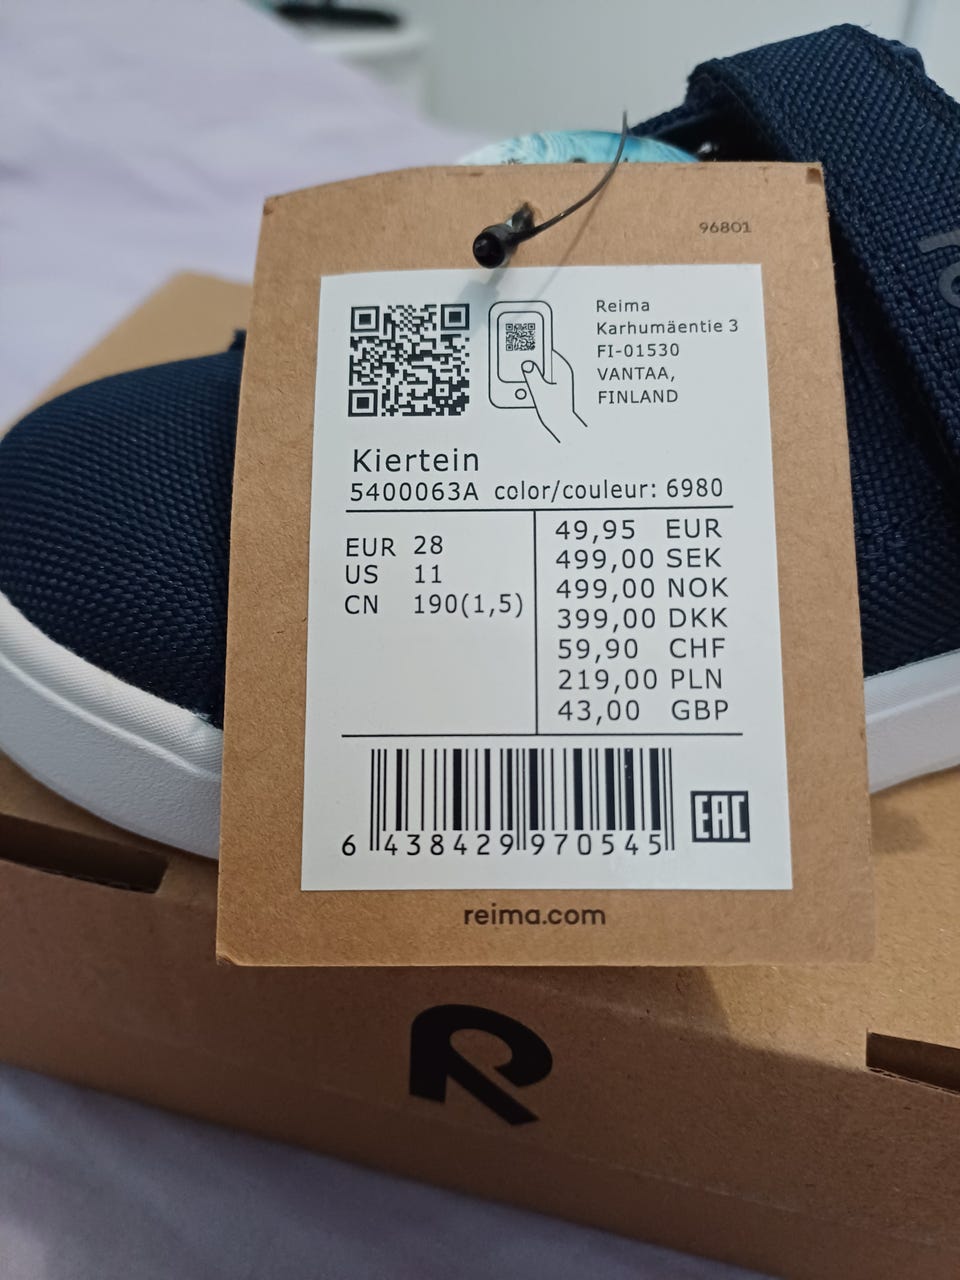 96801
Reima
Karhumäentie 3
FI-01530
VANTAA,
FINLAND
Kiertein
5400063A color/couleur: 6980
EUR 28
US 11
CN 190(1,5)
49,95 EUR
499,00 SEK
499,00 NOK
399,00 DKK
59,90 CHF
219,00 PLN
43,00 GBP
6 438429 970545
EAC
reima.com
R